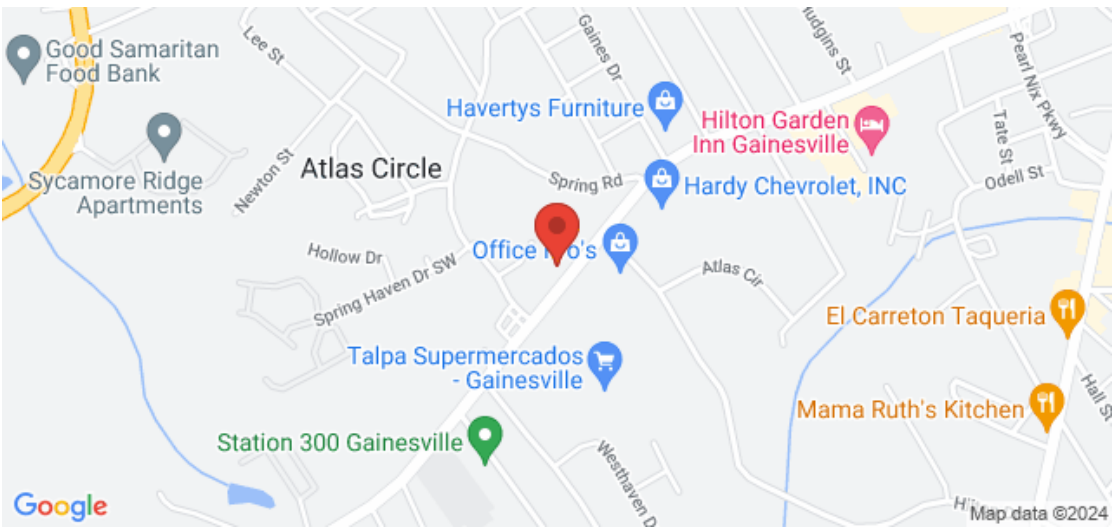 Good Samaritan
Food Bank
Lee St
Gaines Dr
Hudgins St
Pearl Nix Pkwy
Havertys Furniture
Hilton Garden
Inn Gainesville
Tate St
Sycamore Ridge
Apartments
Newton St
Atlas Circle
Spring Rd
Hardy Chevrolet, INC
Odell St
Hollow Dr
Spring Haven Dr SW
Office
Atlas Cir
El Carreton Taqueria
Talpa Supermercados
- Gainesville
Hall St
Mama Ruth's Kitchen
Station 300 Gainesville
Westhaven D
Google
Map data ©2024